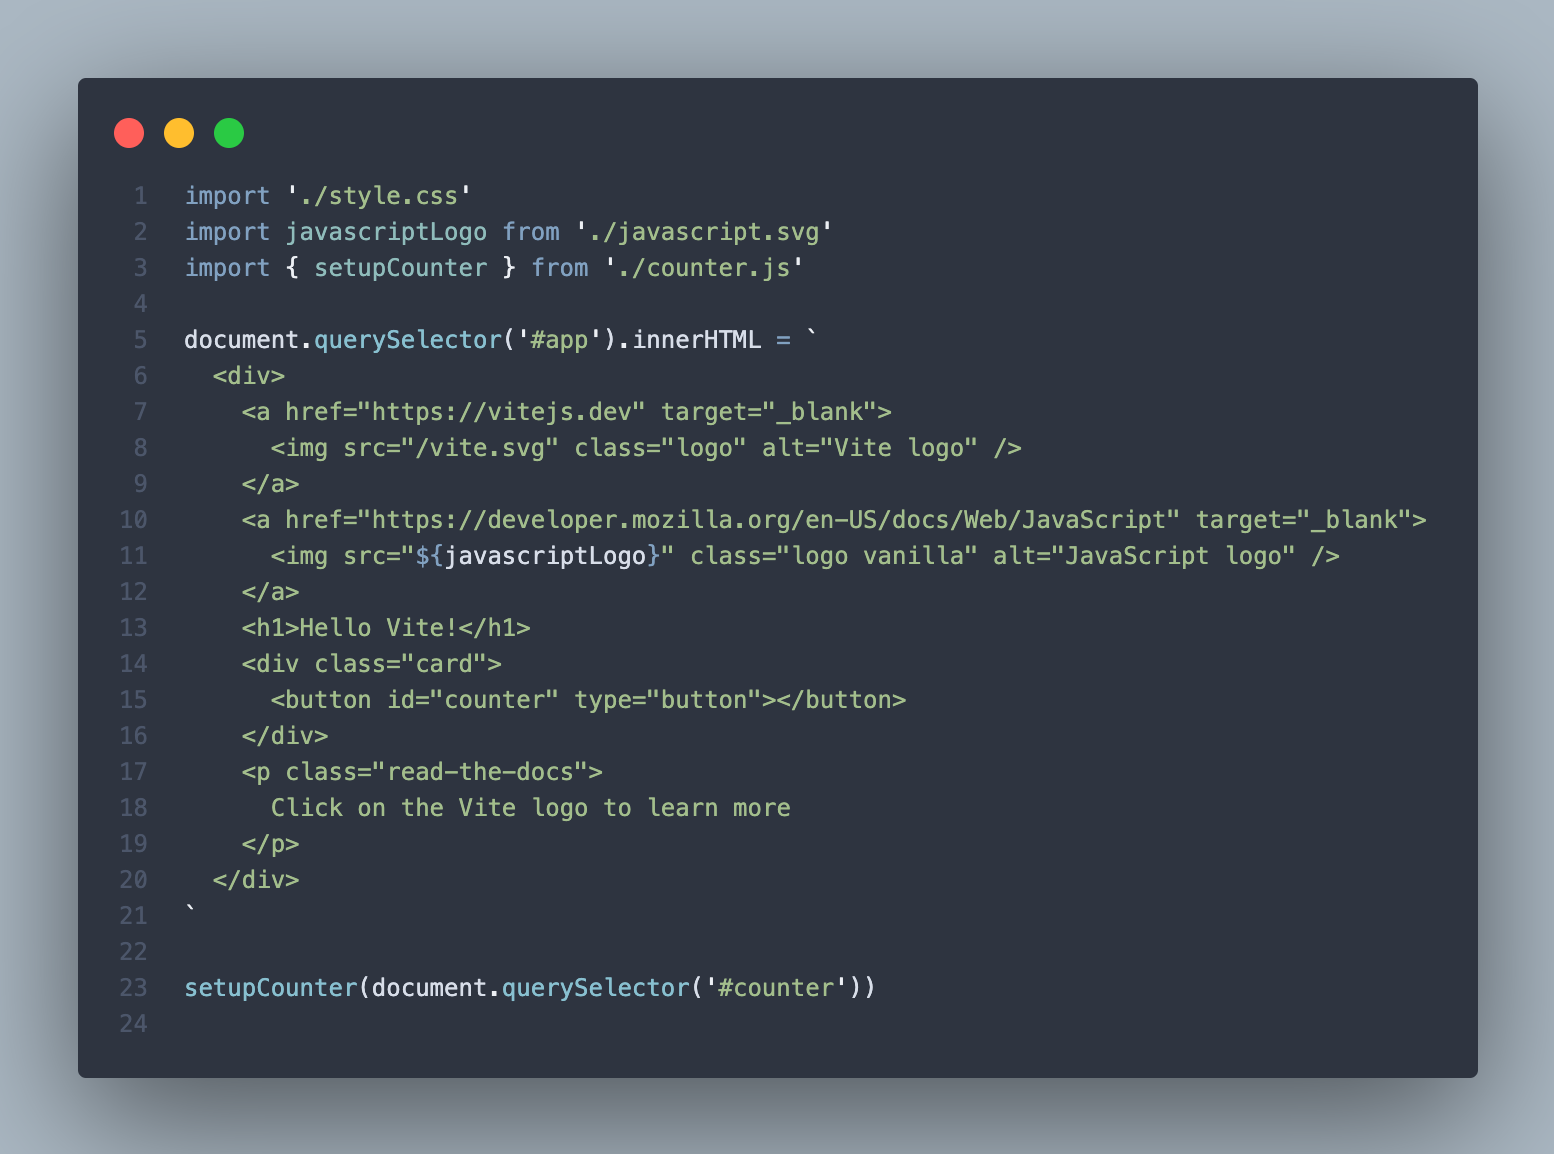 1 import './style.css'
2 import javascriptLogo from './javascript.svg'
3 import { setupCounter } from './counter.js'
4
5 document.querySelector('#app').innerHTML = `
6   <div>
7     <a href="https://vitejs.dev" target="_blank">
8       <img src="/vite.svg" class="logo" alt="Vite logo" />
9     </a>
10     <a href="https://developer.mozilla.org/en-US/docs/Web/JavaScript" target="_blank">
11       <img src="${javascriptLogo}" class="logo vanilla" alt="JavaScript logo" />
12     </a>
13     <h1>Hello Vite!</h1>
14     <div class="card">
15       <button id="counter" type="button"></button>
16     </div>
17     <p class="read-the-docs">
18       Click on the Vite logo to learn more
19     </p>
20   </div>
21 `
22
23 setupCounter(document.querySelector('#counter'))
24